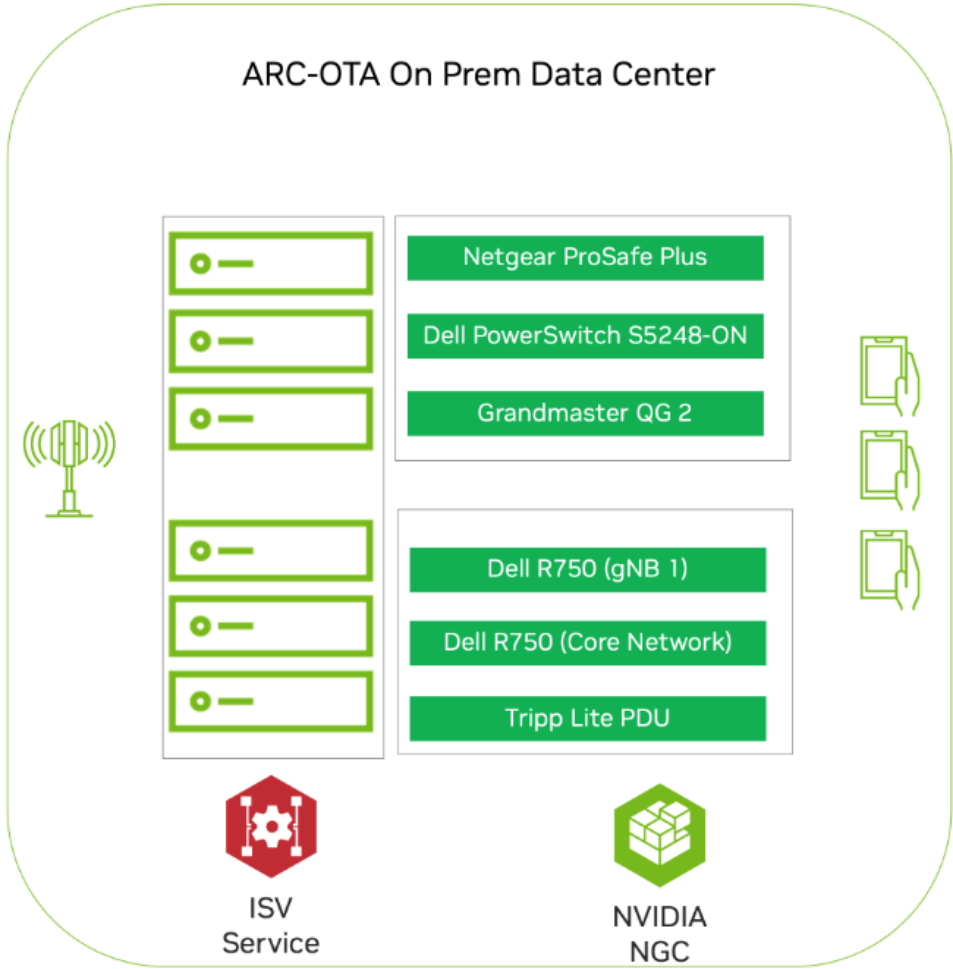 ARC-OTA On Prem Data Center
Netgear ProSafe Plus
Dell PowerSwitch S5248-ON
Grandmaster QG 2
Dell R750 (gNB 1)
Dell R750 (Core Network)
Tripp Lite PDU
ISV
Service
NVIDIA
NGC